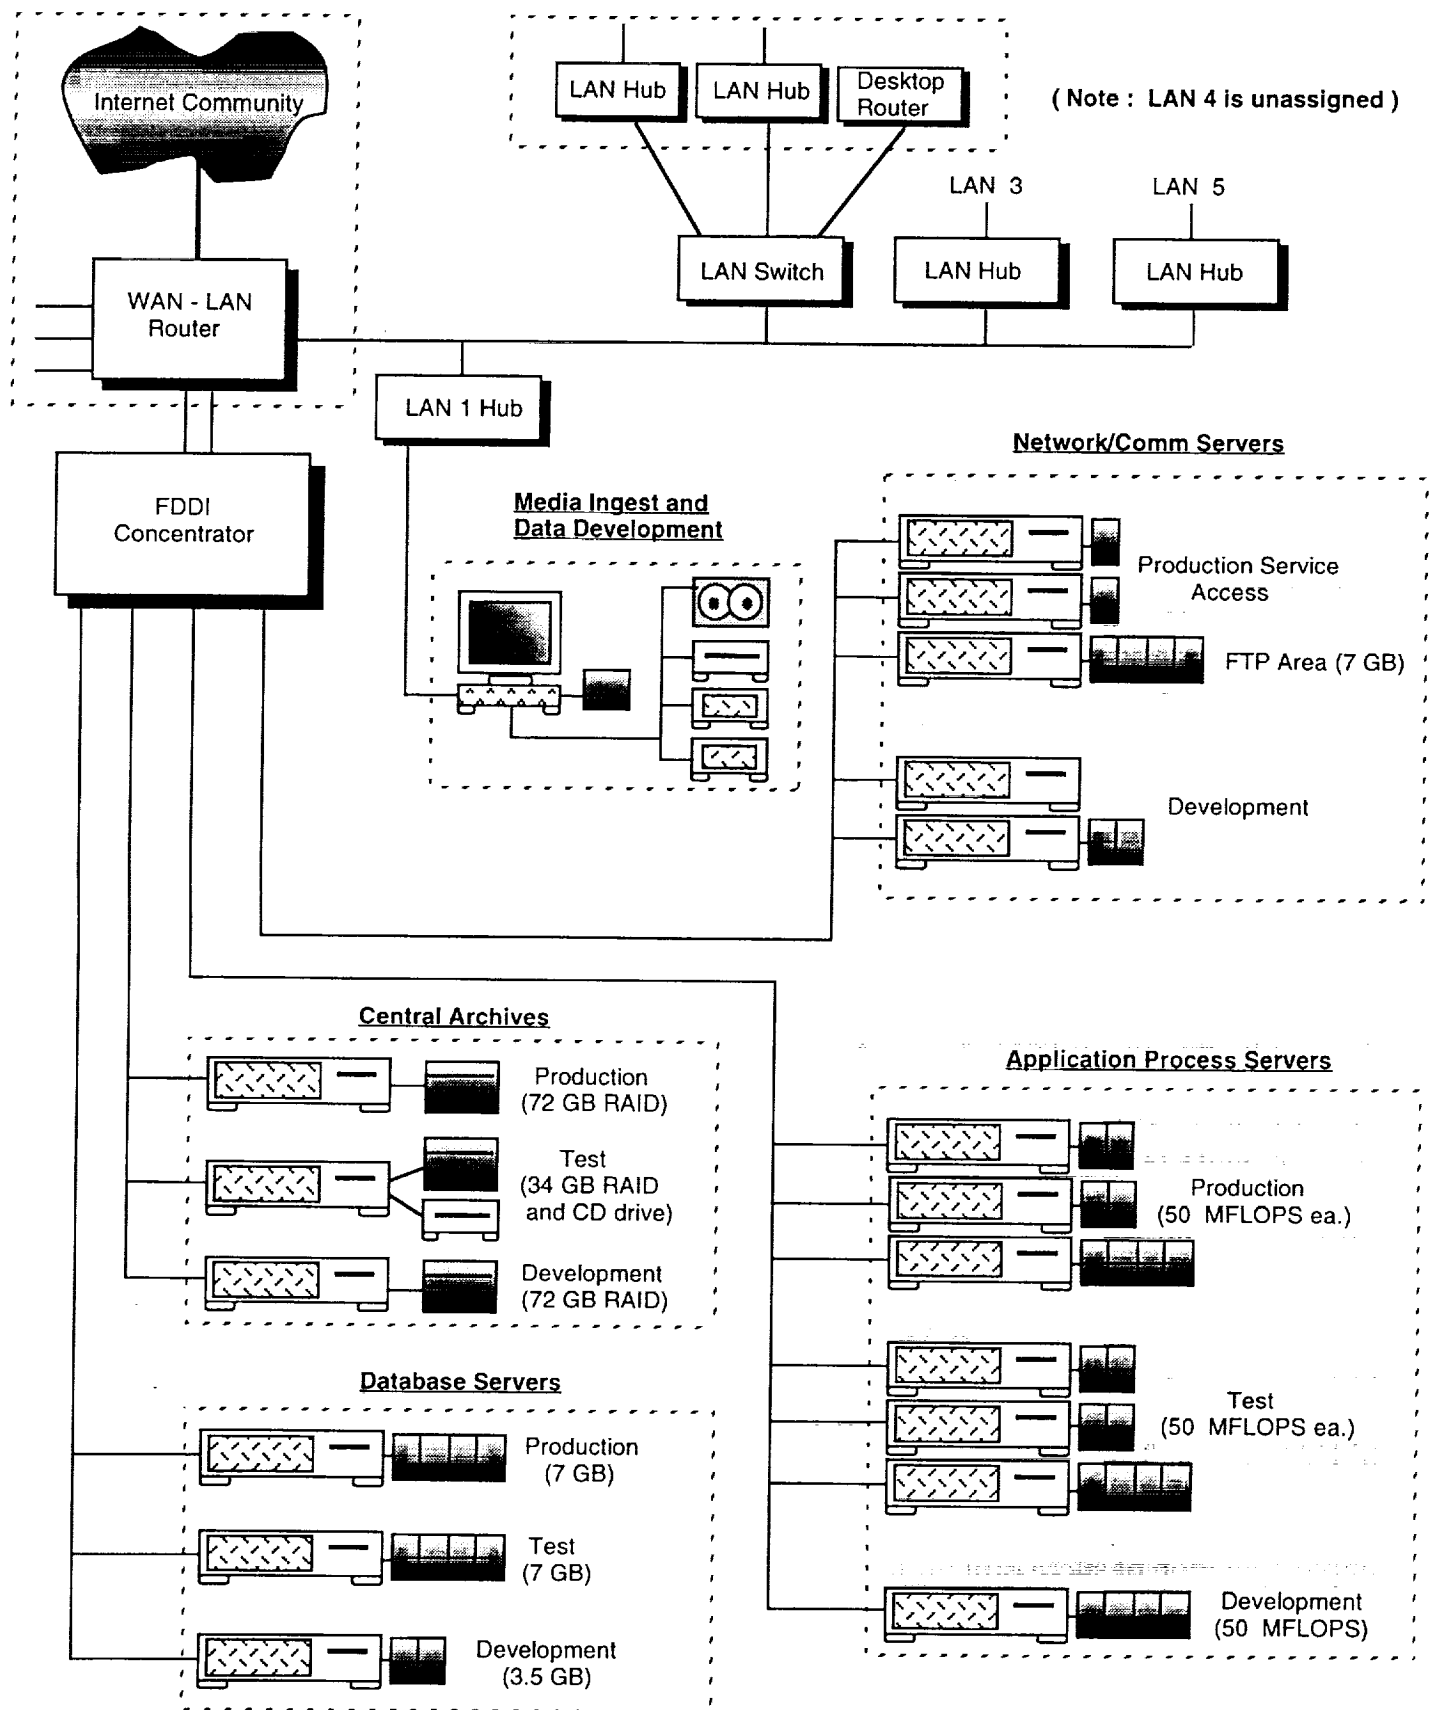 Internet Community
LAN Hub
LAN Hub
Desktop
Router
( Note : LAN 4 is unassigned )
LAN 3
LAN 5
LAN Switch
LAN Hub
LAN Hub
WAN - LAN
Router
LAN 1 Hub
FDDI
Concentrator
Media Ingest and
Data Development
Network/Comm Servers
Production Service
Access
FTP Area (7 GB)
Development
Central Archives
Production
(72 GB RAID)
Test
(34 GB RAID
and CD drive)
Development
(72 GB RAID)
Database Servers
Production
(7 GB)
Test
(7 GB)
Development
(3.5 GB)
Application Process Servers
Production
(50 MFLOPS ea.)
Test
(50 MFLOPS ea.)
Development
(50 MFLOPS)